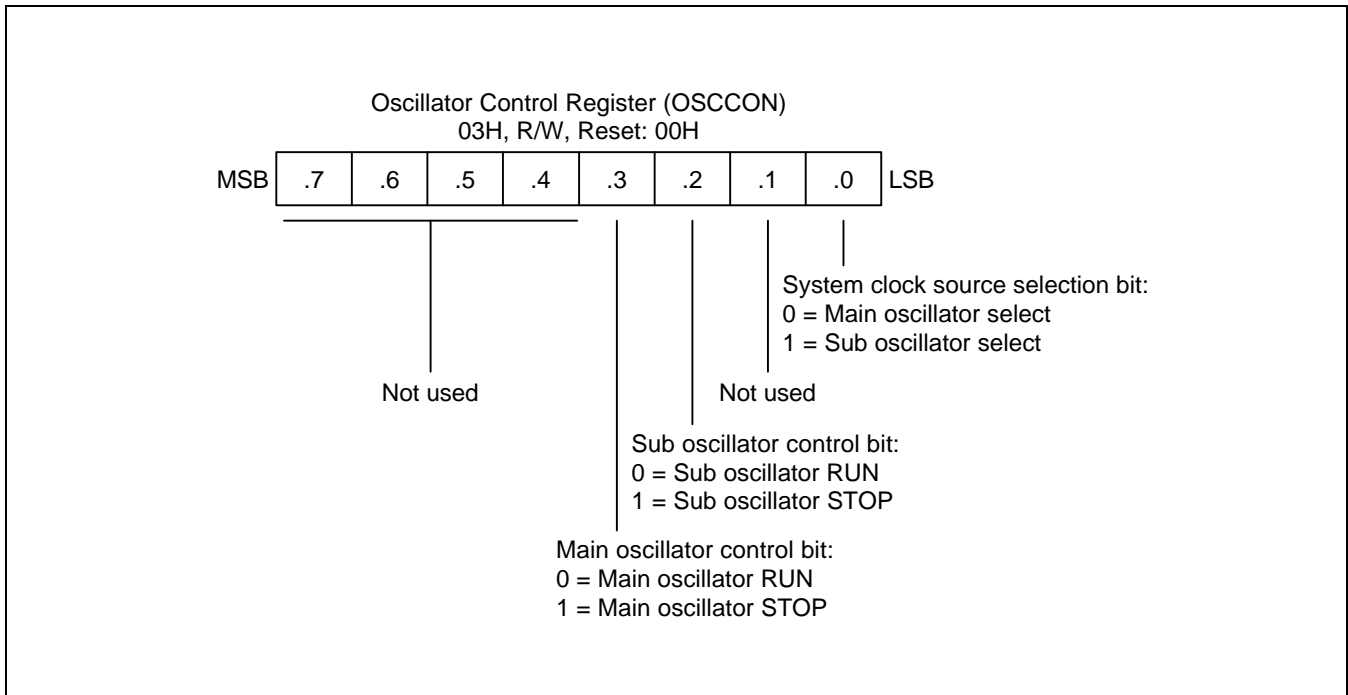 Oscillator Control Register (OSCCON)
03H, R/W, Reset: 00H
MSB .7 .6 .5 .4 .3 .2 .1 .0 LSB
System clock source selection bit:
0 = Main oscillator select
1 = Sub oscillator select
Not used Not used
Sub oscillator control bit:
0 = Sub oscillator RUN
1 = Sub oscillator STOP
Main oscillator control bit:
0 = Main oscillator RUN
1 = Main oscillator STOP